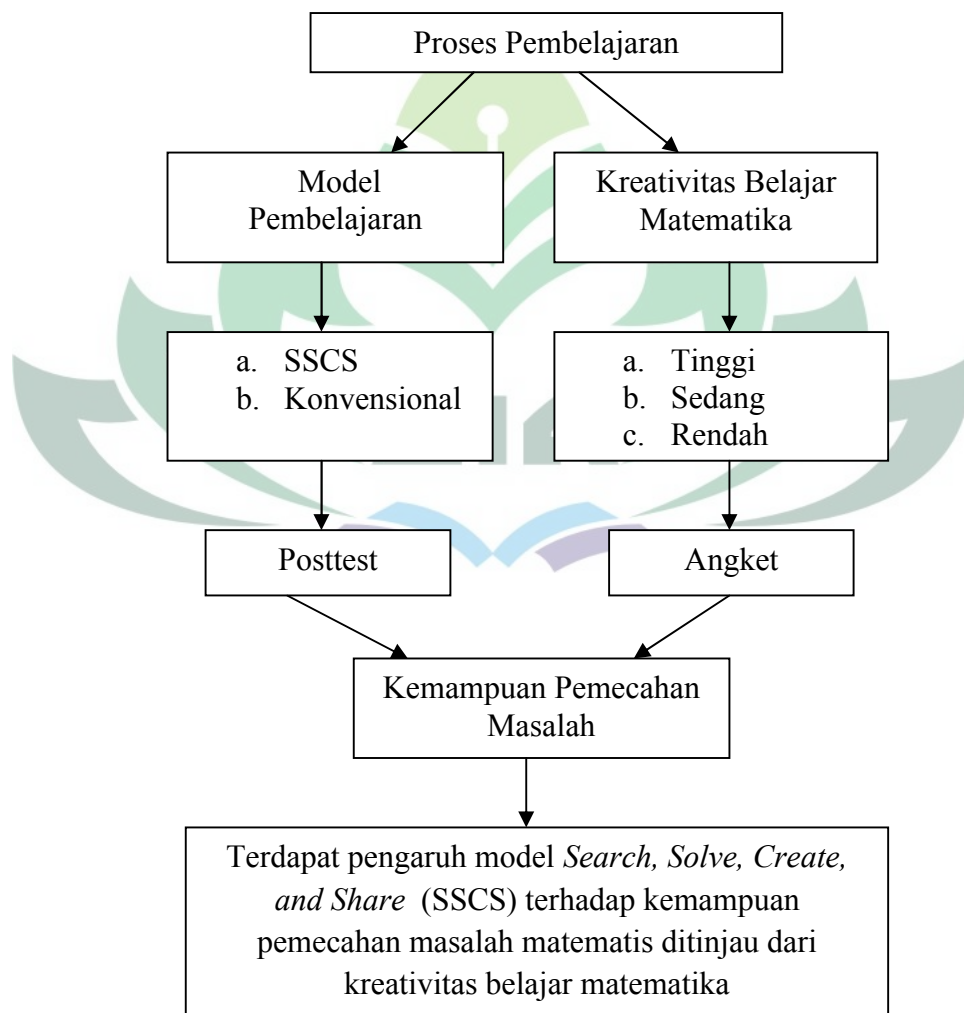 Proses Pembelajaran
Model
Pembelajaran
Kreativitas Belajar
Matematika
a. SSCS
b. Konvensional
a. Tinggi
b. Sedang
c. Rendah
Posttest
Angket
Kemampuan Pemecahan
Masalah
Terdapat pengaruh model Search, Solve, Create,
and Share (SSCS) terhadap kemampuan
pemecahan masalah matematis ditinjau dari
kreativitas belajar matematika